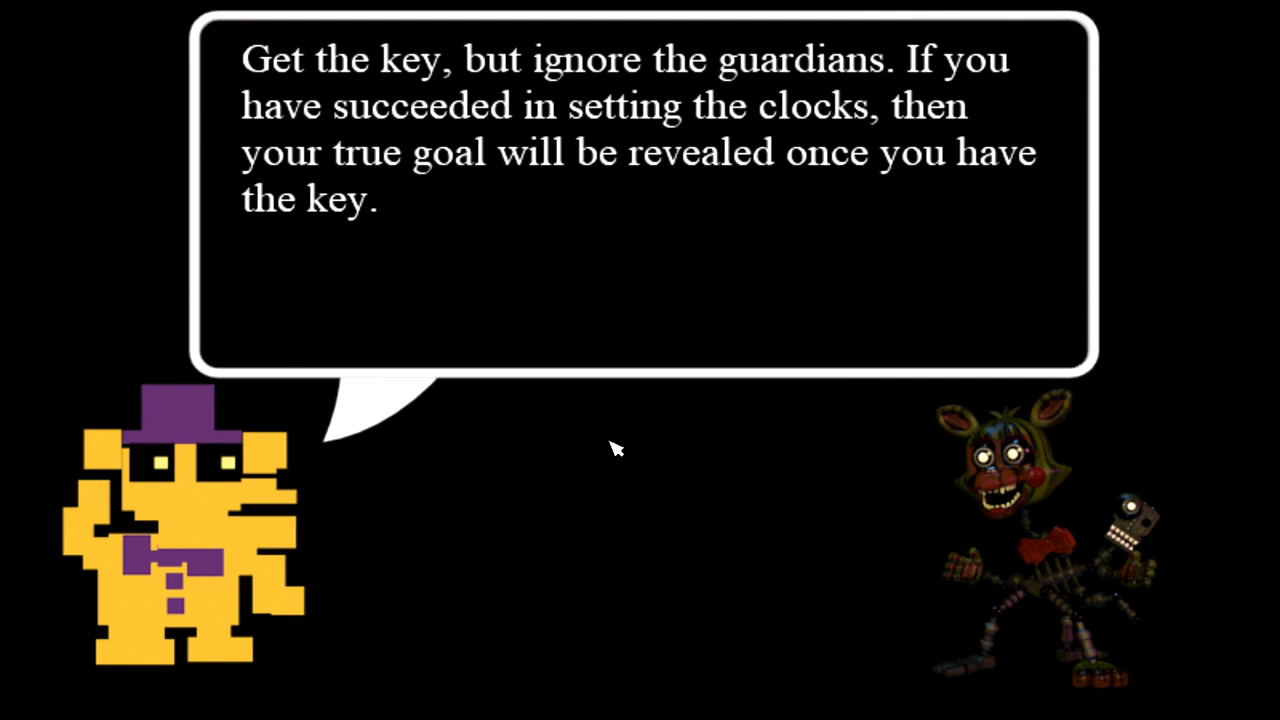 Get the key, but ignore the guardians. If you
have succeeded in setting the clocks, then
your true goal will be revealed once you have
the key.